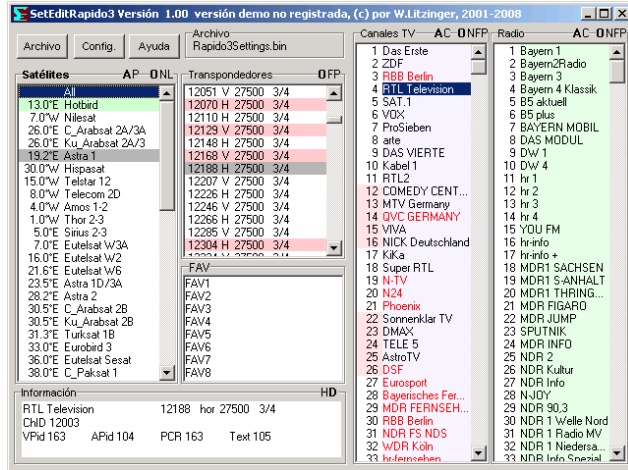 SetEditRapido3 Versión 1.00 versión demo no registrada, (c) por W.Litzinger, 2001-2008
Archivo
Config.
Ayuda
Archivo
Rapido3Settings.bin
Satélites AP ONL
All
13.0°E Hotbird
7.0°W Nilesat
26.0°E C_Arabsat 2A/3A
26.0°E Ku_Arabsat 2A/3
19.2°E Astra 1
30.0°W Hispasat
15.0°W Telstar 12
8.0°W Telecom 2D
4.0°W Amos 1-2
1.0°W Thor 2-3
5.0°E Sirius 2-3
7.0°E Eutelsat W3A
16.0°E Eutelsat W2
21.6°E Eutelsat W6
23.5°E Astra 1D/3A
28.2°E Astra 2
30.5°E C_Arabsat 2B
30.5°E Ku_Arabsat 2B
31.3°E Turksat 1B
33.0°E Eurobird 3
36.0°E Eutelsat Sesat
38.0°E C_Paksat 1
Transpondedores OFP
12051 V 27500 3/4
12070 H 27500 3/4
12110 H 27500 3/4
12129 V 27500 3/4
12148 H 27500 3/4
12168 V 27500 3/4
12188 H 27500 3/4
12207 V 27500 3/4
12226 H 27500 3/4
12246 V 27500 3/4
12266 H 27500 3/4
12285 V 27500 3/4
12304 H 27500 3/4
FAV
FAV1
FAV2
FAV3
FAV4
FAV5
FAV6
FAV7
FAV8
Información HD
RTL Television 12188 hor 27500 3/4
ChID 12003
VPid 163 APid 104 PCR 163 Text 105
Canales TV AC ONFP
1 Das Erste
2 ZDF
3 RBB Berlin
4 RTL Television
5 SAT.1
6 VOX
7 ProSieben
8 arte
9 DAS VIERTE
10 Kabel 1
11 RTL2
12 COMEDY CENT...
13 MTV Germany
14 QVC GERMANY
15 VIVA
16 NICK Deutschland
17 KiKa
18 Super RTL
19 N-TV
20 N24
21 Phoenix
22 Sonnenklar TV
23 DMAX
24 TELE 5
25 AstroTV
26 DSF
27 Eurosport
28 Bayerisches Fer...
29 MDR FERNSEH...
30 RBB Berlin
31 NDR FS NDS
32 WDR Köln
33 hr-fernsehen
Radio AC ONFP
1 Bayern 1
2 Bayern2Radio
3 Bayern 3
4 Bayern 4 Klassik
5 B5 aktuell
6 B5 plus
7 BAYERN MOBIL
8 DAS MODUL
9 DW 1
10 DW 4
11 hr 1
12 hr 2
13 hr 3
14 hr 4
15 YOU FM
16 hr-info
17 hr-info +
18 MDR1 SACHSEN
19 MDR1 S-ANHALT
20 MDR1 THRING...
21 MDR FIGARO
22 MDR JUMP
23 SPUTNIK
24 MDR INFO
25 NDR 2
26 NDR Kultur
27 NDR Info
28 N-JOY
29 NDR 90,3
30 NDR 1 Welle Nord
31 NDR 1 Radio MV
32 NDR 1 Niedersa...
33 NDR Info Spezial